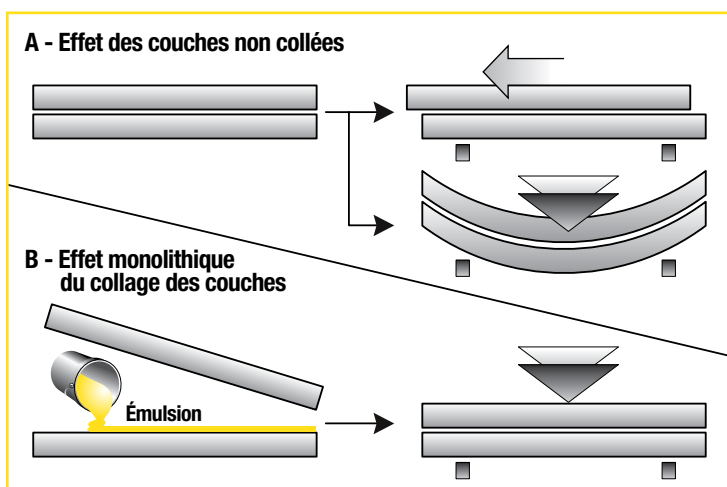 A - Effet des couches non collées
B - Effet monolithique
du collage des couches
Émulsion